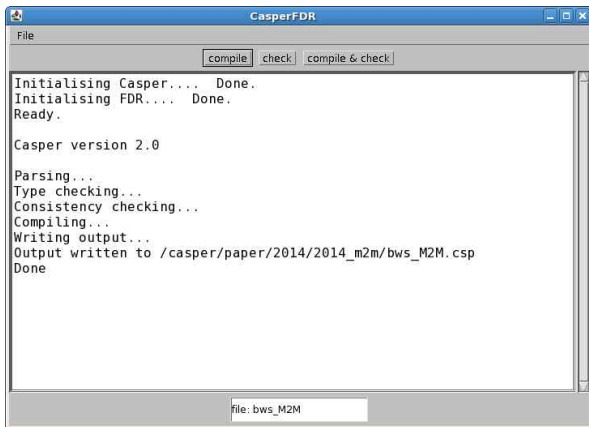 CasperFDR
File
compile check compile & check
Initialising Casper.... Done.
Initialising FDR.... Done.
Ready.
Casper version 2.0
Parsing...
Type checking...
Consistency checking...
Compiling...
Writing output...
Output written to /casper/paper/2014/2014_m2m/bws_M2M.csp
Done
file: bws_M2M